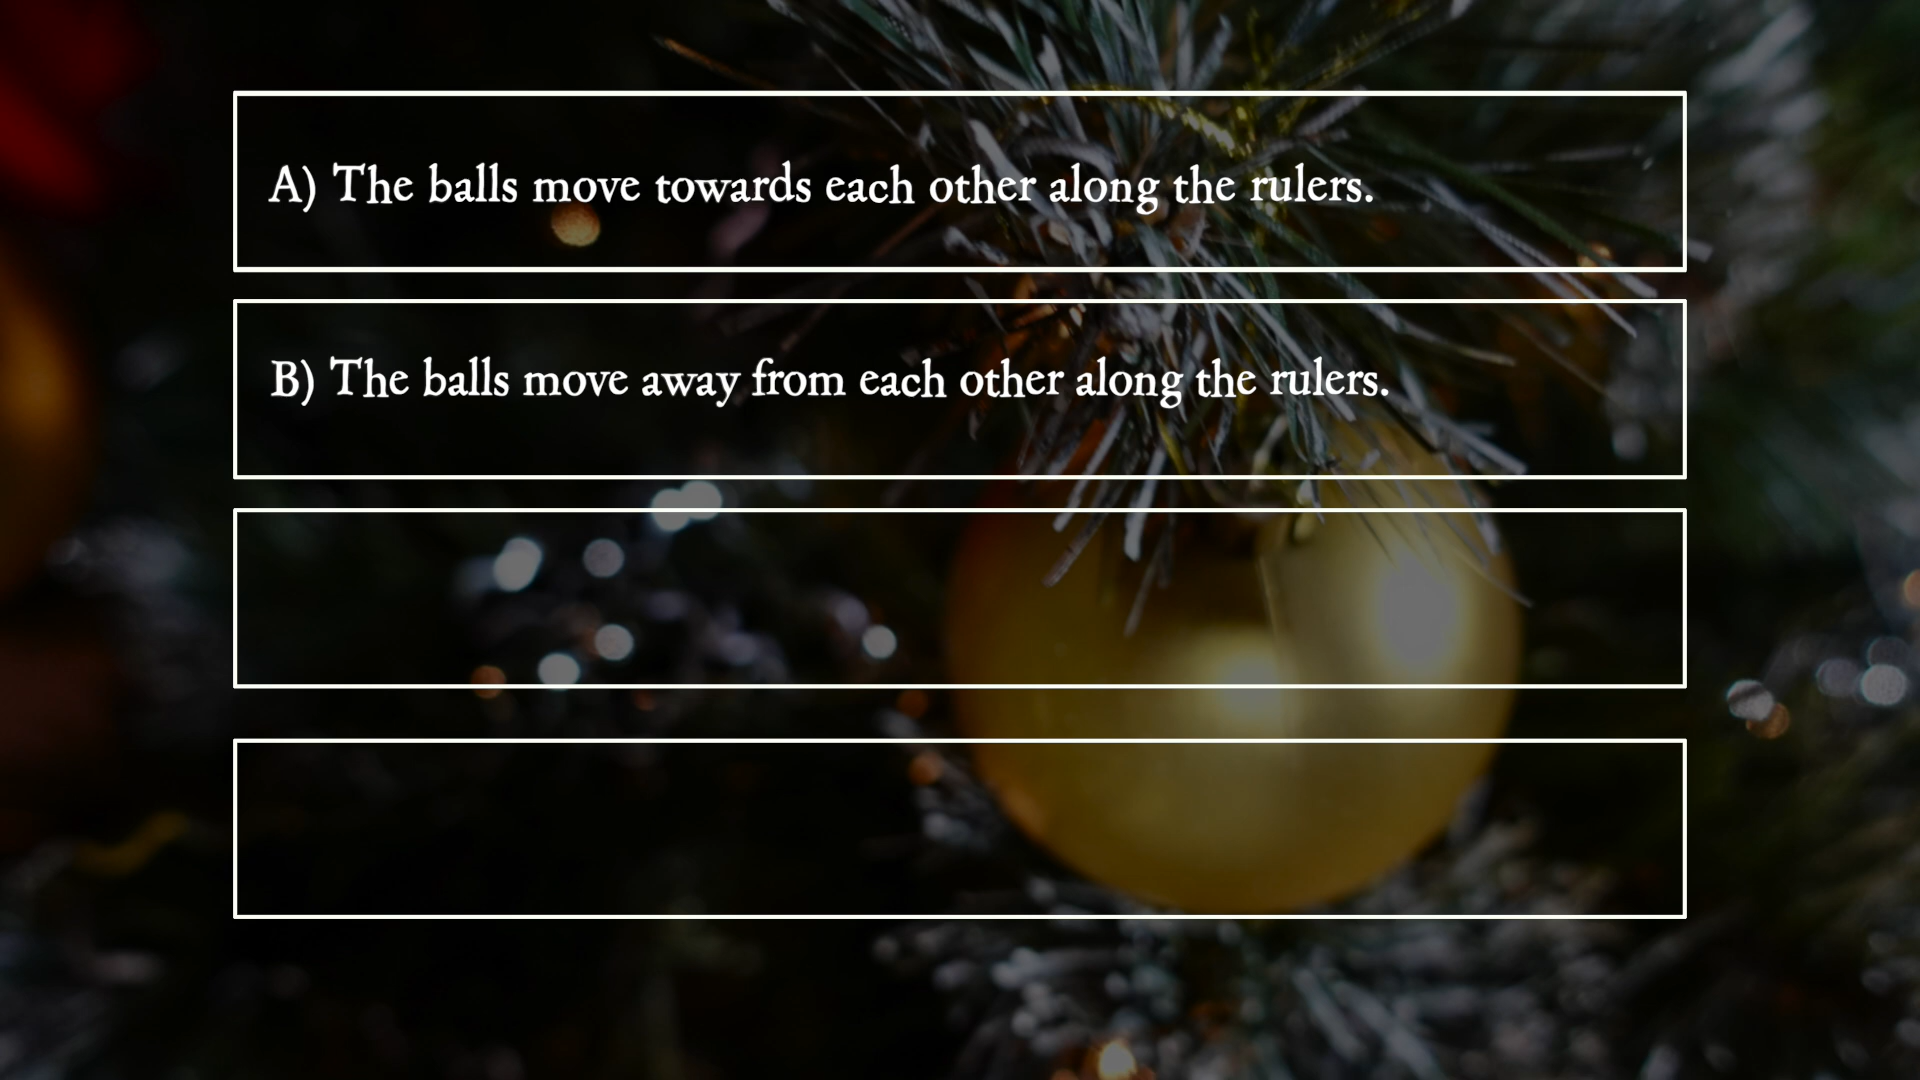 A) The balls move towards each other along the rulers.
B) The balls move away from each other along the rulers.